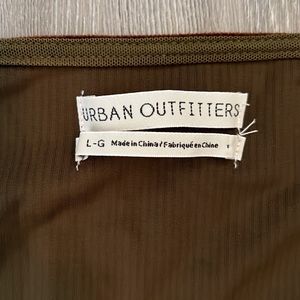 URBAN OUTFITTERS
L-G Made in China / Fabriqué en Chine